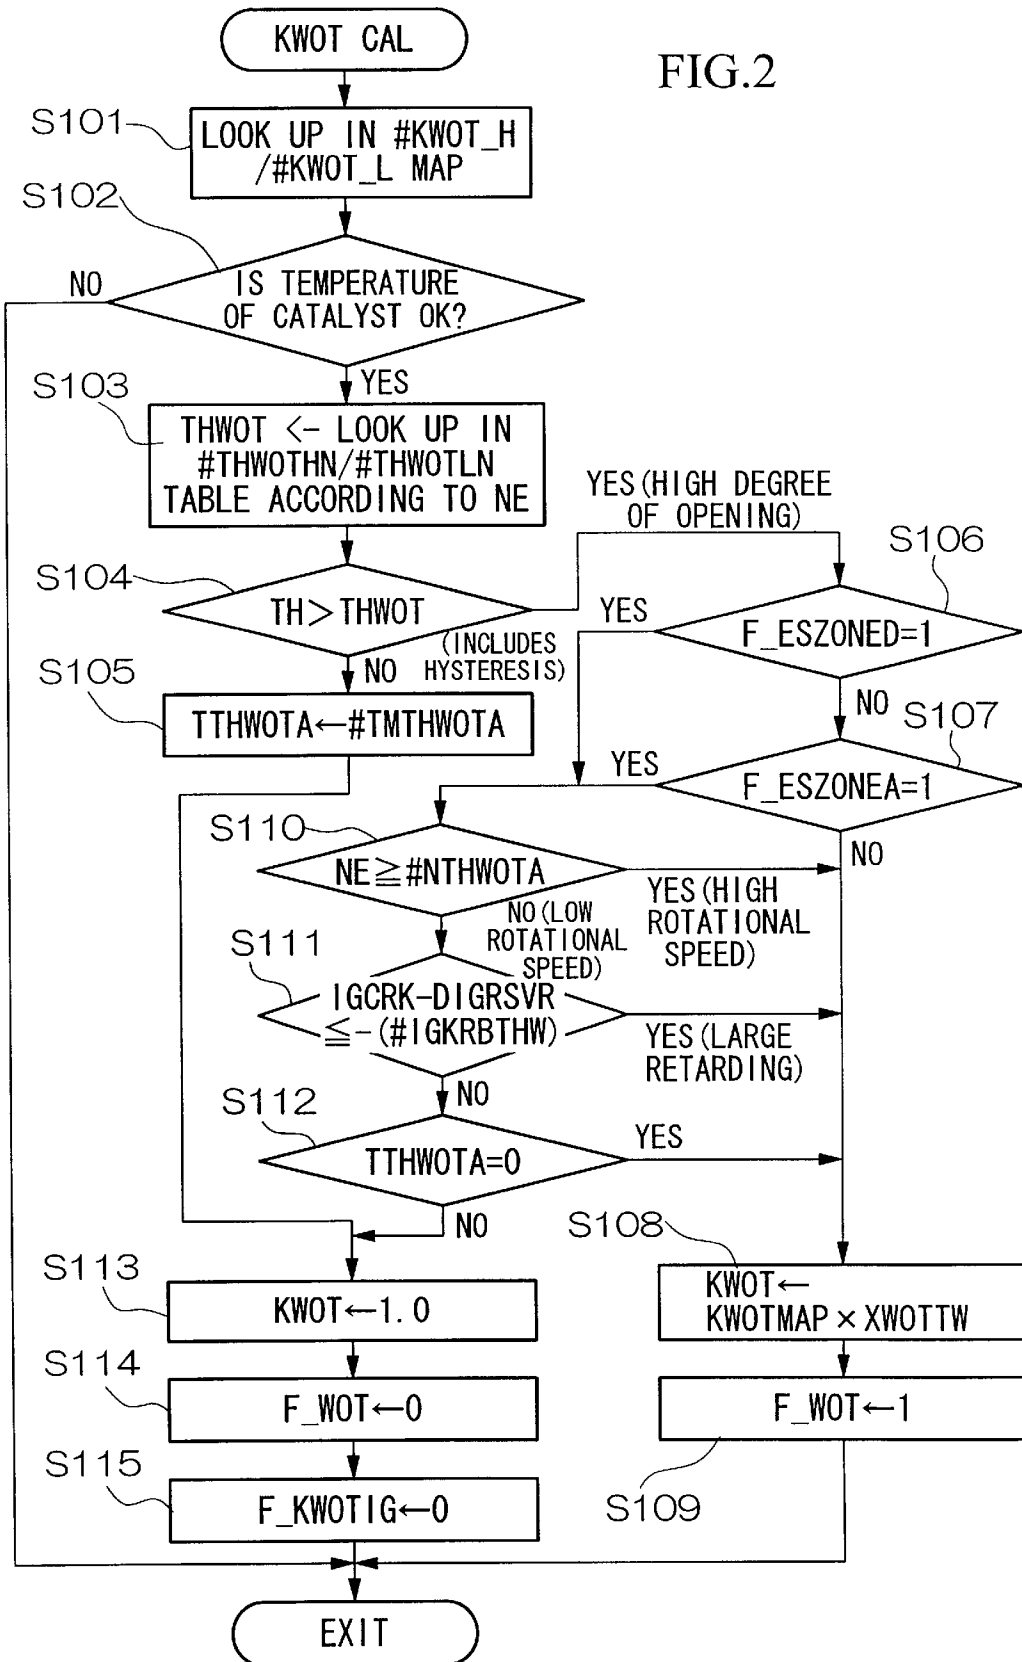 KWOT CAL
FIG.2
S101
LOOK UP IN #KWOT_H
/#KWOT_L MAP
S102
NO
IS TEMPERATURE
OF CATALYST OK?
YES
S103
THWOT <- LOOK UP IN
#THWOTHN/#THWOTLN
TABLE ACCORDING TO NE
YES(HIGH DEGREE
OF OPENING)
S104
TH>THWOT
(INCLUDES
HYSTERESIS)
NO
S106
YES
F_ESZONED=1
NO
S105
TTHWOTA←#TMTHWOTA
S107
YES
F_ESZONEA=1
NO
S110
NE≧#NTHWOTA
YES(HIGH
ROTATIONAL
SPEED)
NO(LOW
ROTATIONAL
SPEED)
S111
IGCRK-DIGRSVR
≦-(#IGKRBTHW)
YES(LARGE
RETARDING)
NO
S112
TTHWOTA=0
YES
NO
S108
KWOT←
KWOTMAP×XWOTTW
S113
KWOT←1.0
S114
F_WOT←0
F_WOT←1
S109
S115
F_KWOTIG←0
EXIT